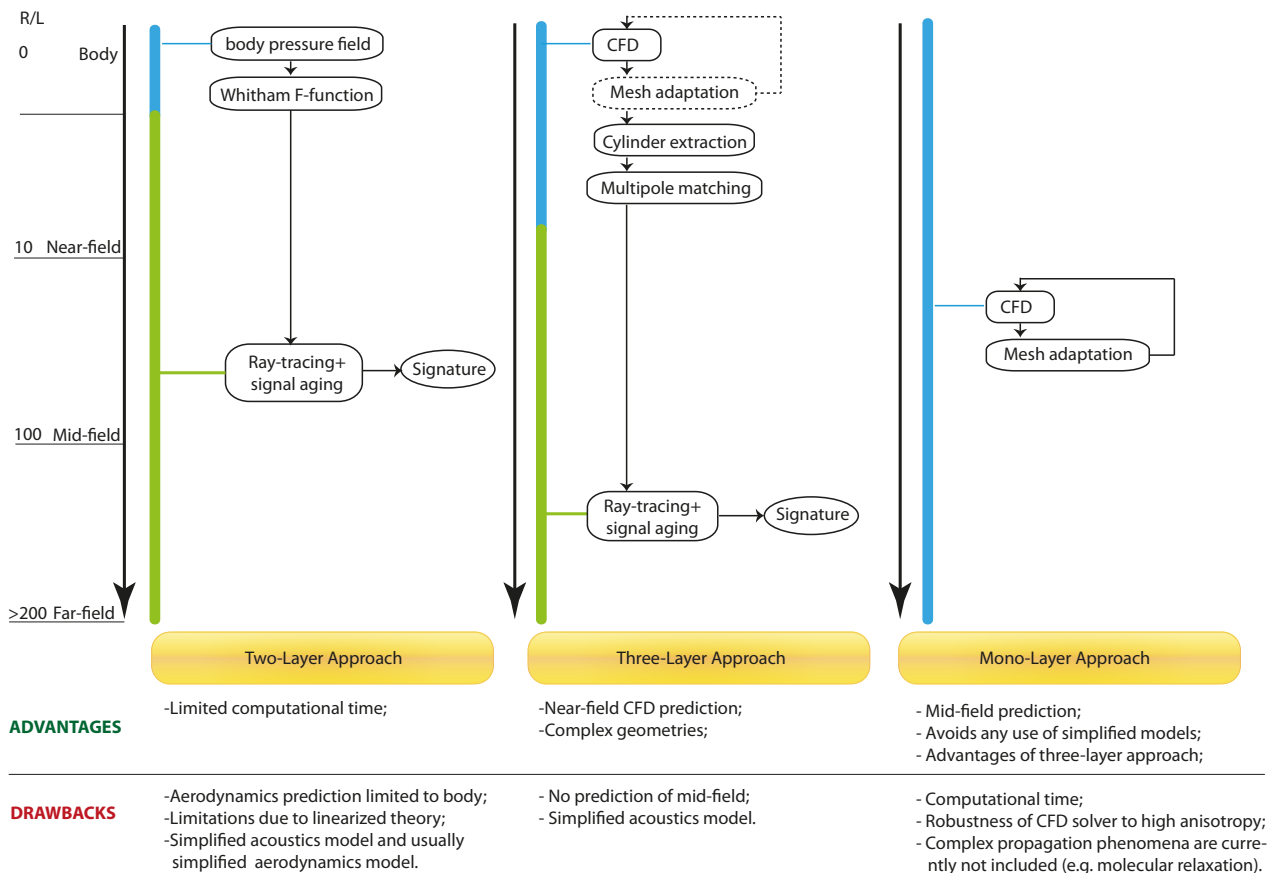 R/L
0 Body
10 Near-field
100 Mid-field
>200 Far-field
body pressure field
Whitham F-function
Ray-tracing+
signal aging
Signature
CFD
Mesh adaptation
Cylinder extraction
Multipole matching
Ray-tracing+
signal aging
Signature
CFD
Mesh adaptation
Two-Layer Approach
Three-Layer Approach
Mono-Layer Approach
ADVANTAGES
-Limited computational time;
-Near-field CFD prediction;
-Complex geometries;
- Mid-field prediction;
- Avoids any use of simplified models;
- Advantages of three-layer approach;
DRAWBACKS
-Aerodynamics prediction limited to body;
-Limitations due to linearized theory;
-Simplified acoustics model and usually
simplified aerodynamics model.
- No prediction of mid-field;
- Simplified acoustics model.
- Computational time;
- Robustness of CFD solver to high anisotropy;
- Complex propagation phenomena are curre-
ntly not included (e.g. molecular relaxation).